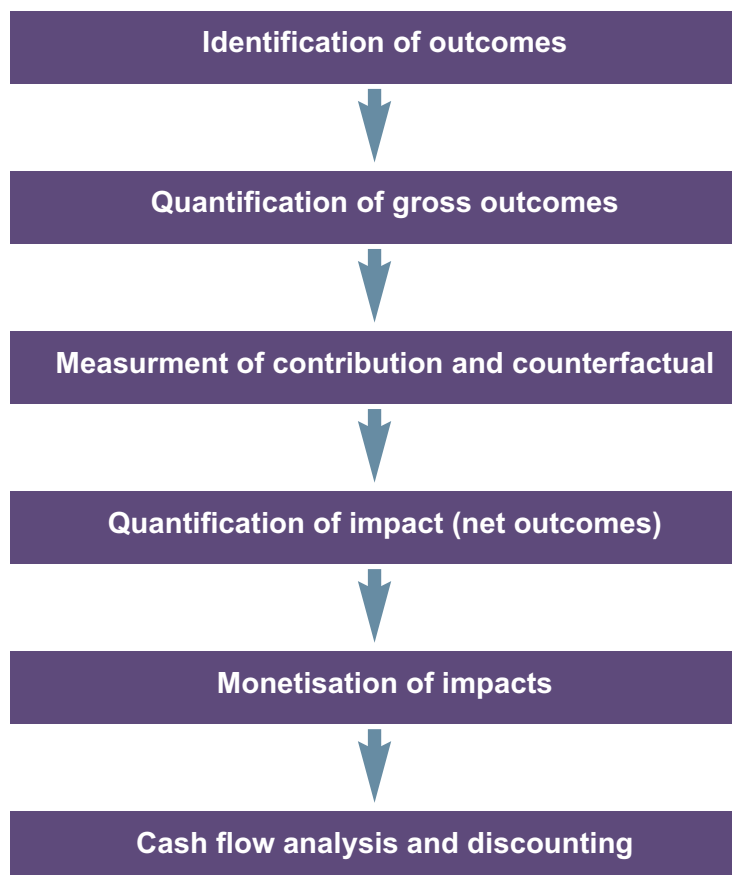 Identification of outcomes
Quantification of gross outcomes
Measurment of contribution and counterfactual
Quantification of impact (net outcomes)
Monetisation of impacts
Cash flow analysis and discounting